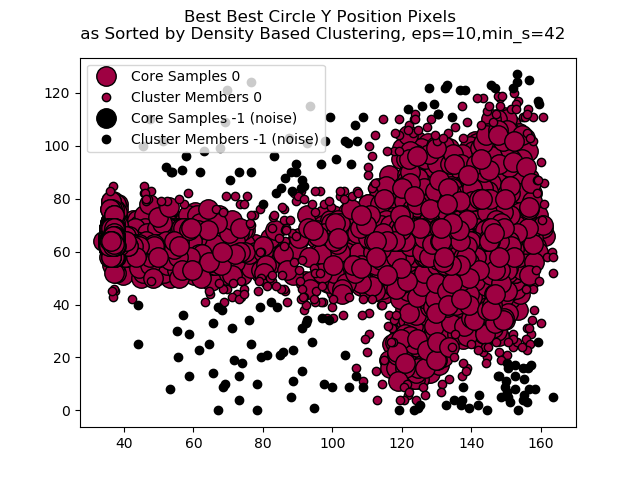 Best Best Circle Y Position Pixels
as Sorted by Density Based Clustering, eps=10,min_s=42
Core Samples 0
Cluster Members 0
Core Samples -1 (noise)
Cluster Members -1 (noise)
120
100
80
60
40
20
0
40 60 80 100 120 140 160